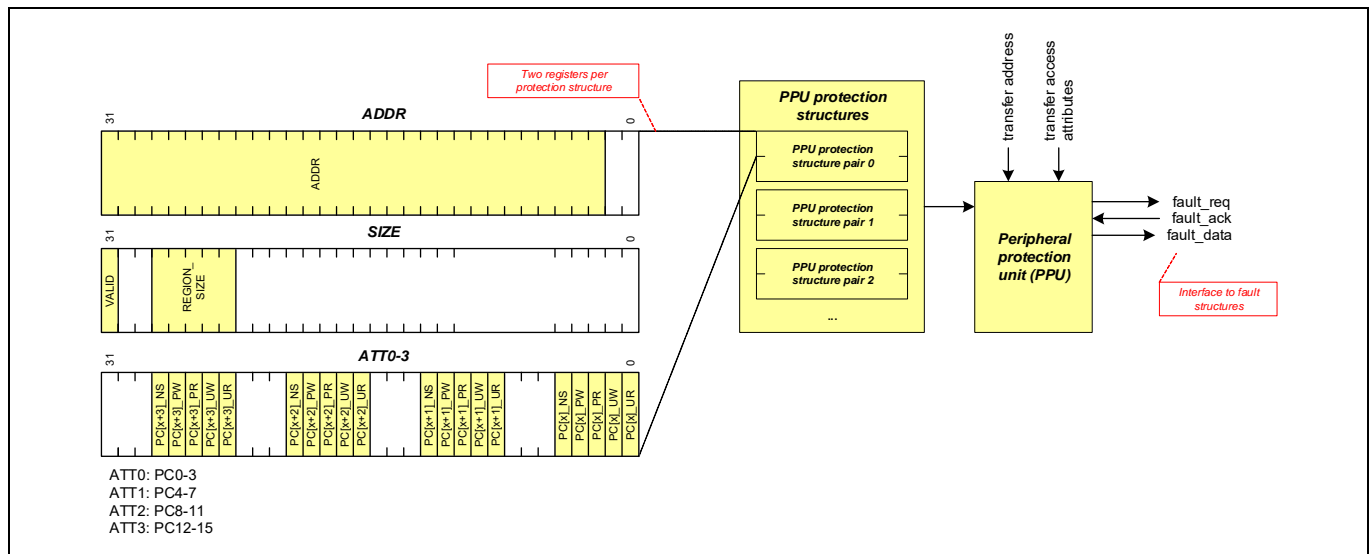 Two registers per
protection structure
ADDR
31
0
ADDR
SIZE
31
0
VALID
REGION_
SIZE
ATT0-3
31
0
PC[x+3]_NS
PC[x+3]_PW
PC[x+3]_PR
PC[x+3]_UW
PC[x+3]_UR
PC[x+2]_NS
PC[x+2]_PW
PC[x+2]_PR
PC[x+2]_UW
PC[x+2]_UR
PC[x+1]_NS
PC[x+1]_PW
PC[x+1]_PR
PC[x+1]_UW
PC[x+1]_UR
PC[x]_NS
PC[x]_PW
PC[x]_PR
PC[x]_UW
PC[x]_UR
ATT0: PC0-3
ATT1: PC4-7
ATT2: PC8-11
ATT3: PC12-15
PPU protection
structures
PPU protection
structure pair 0
PPU protection
structure pair 1
PPU protection
structure pair 2
...
transfer address
transfer access
attributes
Peripheral
protection
unit (PPU)
fault_req
fault_ack
fault_data
Interface to fault
structures